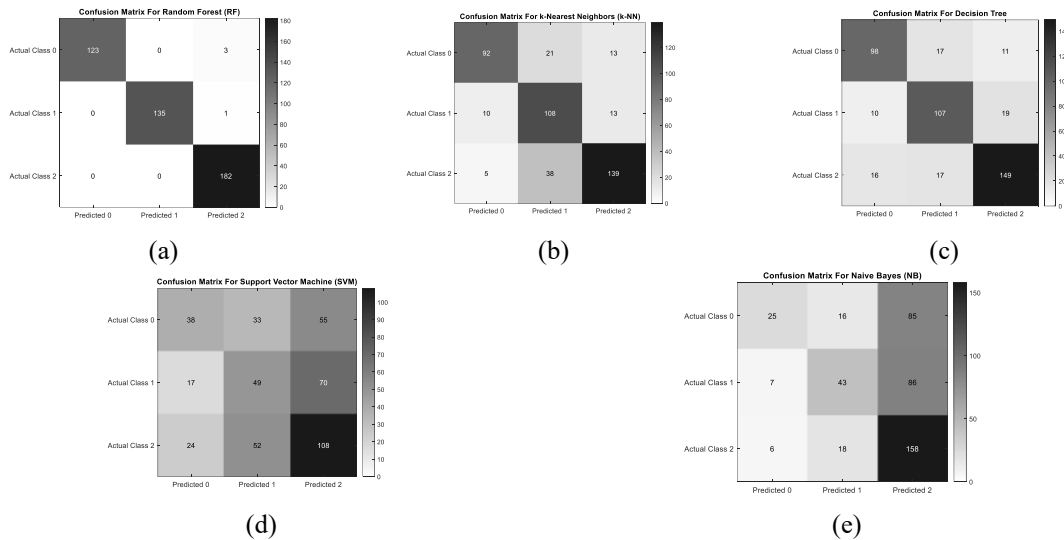 Confusion Matrix For Random Forest (RF)
Actual Class 0
123
0
3
Actual Class 1
0
135
1
Actual Class 2
0
0
182
Predicted 0
Predicted 1
Predicted 2
180
160
140
120
100
80
60
40
20
0
(a)
Confusion Matrix For k-Nearest Neighbors (k-NN)
Actual Class 0
92
21
13
Actual Class 1
10
108
13
Actual Class 2
5
38
139
Predicted 0
Predicted 1
Predicted 2
120
100
80
60
40
20
0
(b)
Confusion Matrix For Decision Tree
Actual Class 0
98
17
11
Actual Class 1
10
107
19
Actual Class 2
16
17
149
Predicted 0
Predicted 1
Predicted 2
(c)
Confusion Matrix For Support Vector Machine (SVM)
Actual Class 0
38
33
55
Actual Class 1
17
49
70
Actual Class 2
24
52
108
Predicted 0
Predicted 1
Predicted 2
100
90
80
70
60
50
40
30
20
10
0
(d)
Confusion Matrix For Naive Bayes (NB)
Actual Class 0
25
16
85
Actual Class 1
7
43
86
Actual Class 2
6
18
158
Predicted 0
Predicted 1
Predicted 2
150
100
50
0
(e)